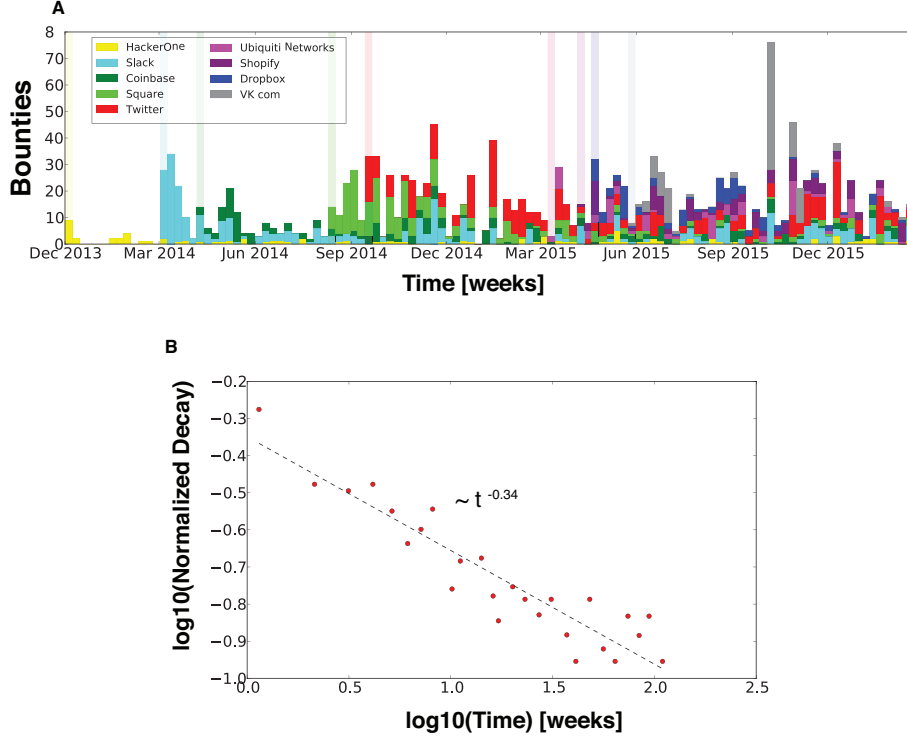 A
Bounties
80
70
60
50
40
30
20
10
0
HackerOne
Slack
Coinbase
Square
Twitter
Ubiquiti Networks
Shopify
Dropbox
VK com
Dec 2013 Mar 2014 Jun 2014 Sep 2014 Dec 2014 Mar 2015 Jun 2015 Sep 2015 Dec 2015
Time [weeks]
B
log10(Normalized Decay)
−0.2
−0.3
−0.4
−0.5
−0.6
−0.7
−0.8
−0.9
−1.0
~ t -0.34
0.0 0.5 1.0 1.5 2.0 2.5
log10(Time) [weeks]